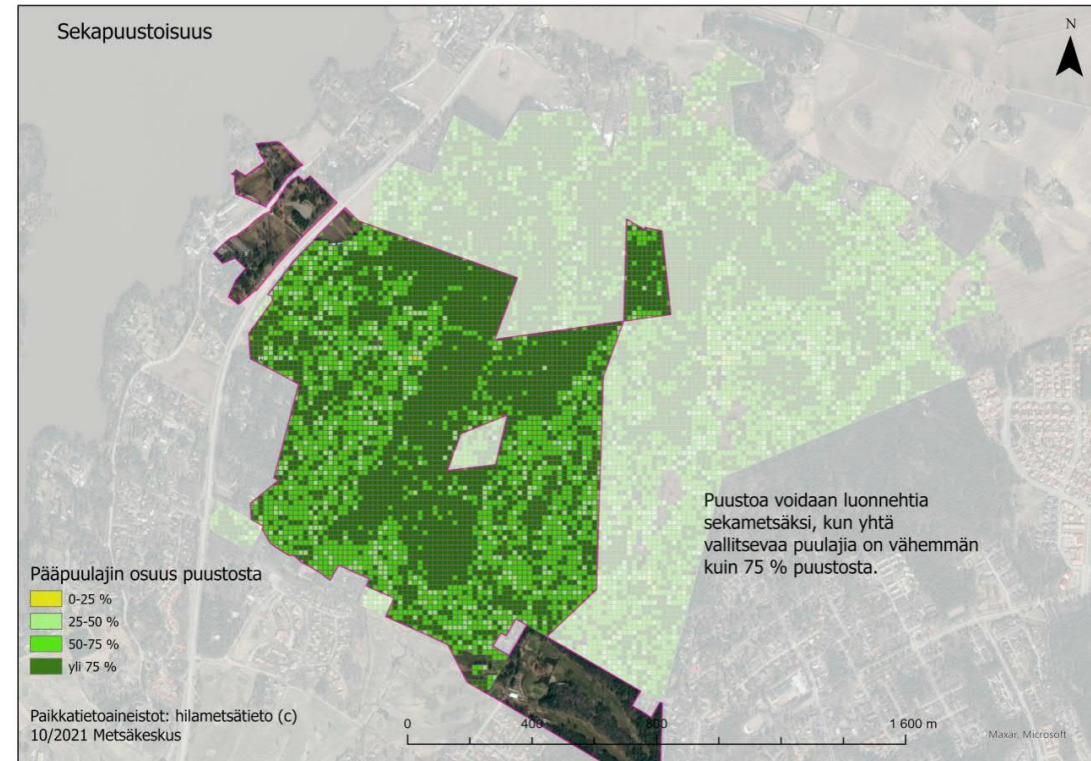 Sekapuustoisuus
N
Puustoa voidaan luonnehtia
sekametsäksi, kun yhtä
vallitsevaa puulajia on vähemmän
kuin 75 % puustosta.
Pääpuulajin osuus puustosta
0-25 %
25-50 %
50-75 %
yli 75 %
Paikkatietoaineistot: hilametsätieto (c)
10/2021 Metsäkeskus
0 400 800 1 600 m
Maxar, Microsoft